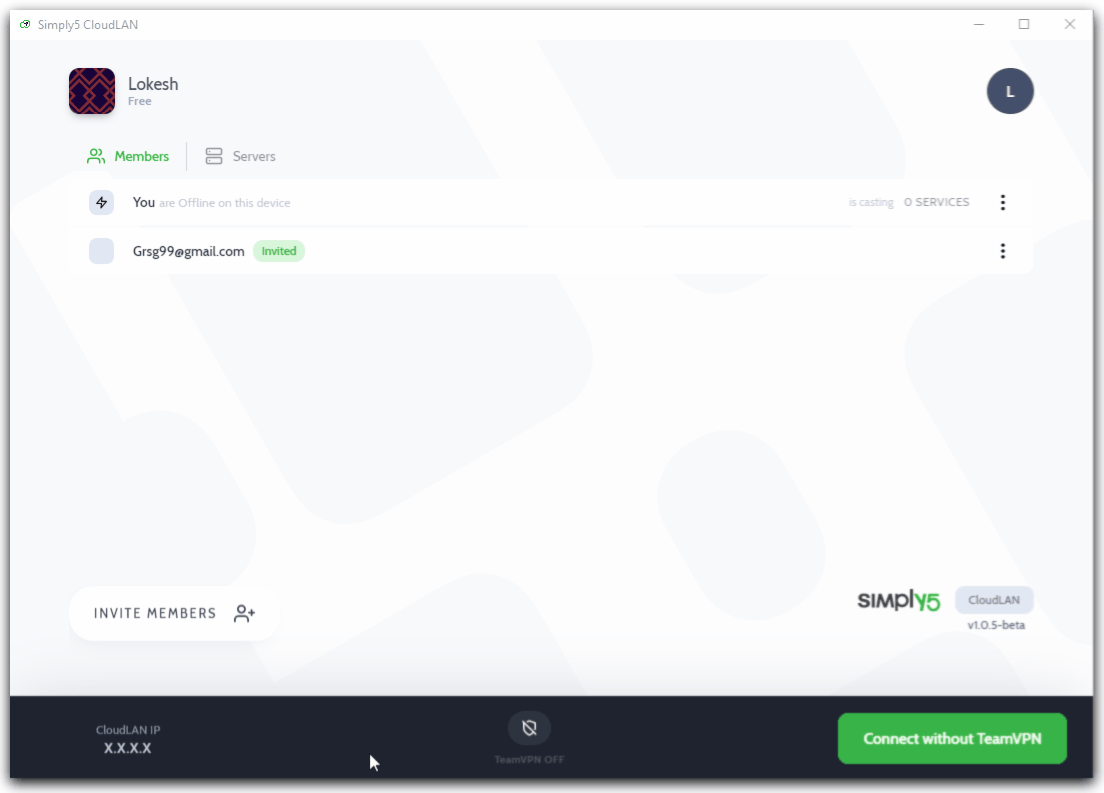 Simply5 CloudLAN
Lokesh
Free
L
Members
Servers
You are Offline on this device
is casting 0 SERVICES
Grsg99@gmail.com Invited
INVITE MEMBERS
SIMPLY5 CloudLAN
v1.0.5-beta
CloudLAN IP
X.X.X.X
TeamVPN OFF
Connect without TeamVPN